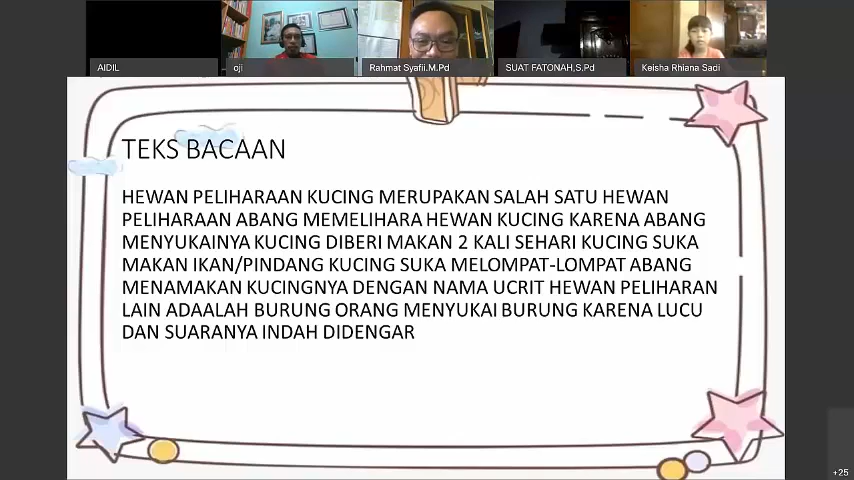 AIDIL
oji
Rahmat Syafii.M.Pd
SUAT FATONAH,S.Pd
Keisha Rhiana Sadi
TEKS BACAAN
HEWAN PELIHARAAN KUCING MERUPAKAN SALAH SATU HEWAN
PELIHARAAN ABANG MEMELIHARA HEWAN KUCING KARENA ABANG
MENYUKAINYA KUCING DIBERI MAKAN 2 KALI SEHARI KUCING SUKA
MAKAN IKAN/PINDANG KUCING SUKA MELOMPAT-LOMPAT ABANG
MENAMAKAN KUCINGNYA DENGAN NAMA UCRIT HEWAN PELIHARAN
LAIN ADAALAH BURUNG ORANG MENYUKAI BURUNG KARENA LUCU
DAN SUARANYA INDAH DIDENGAR
+25